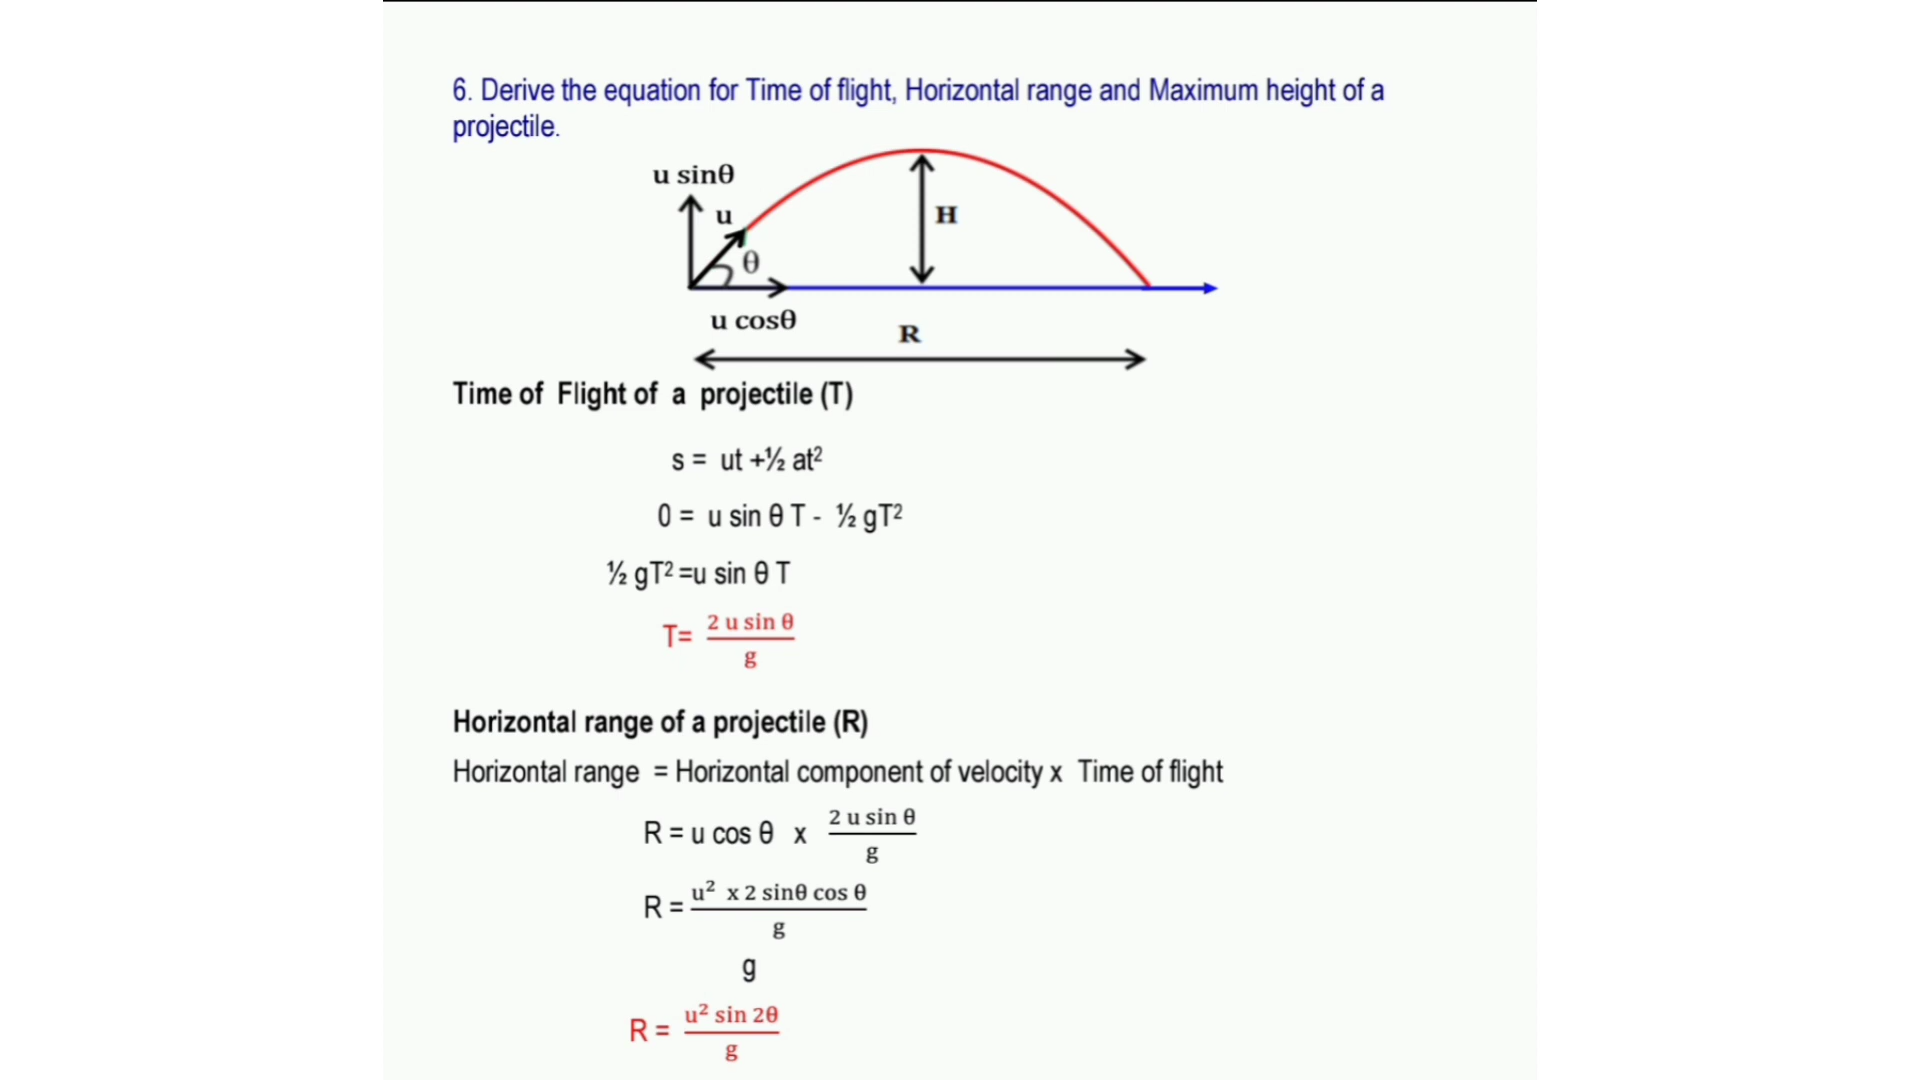 6. Derive the equation for Time of flight, Horizontal range and Maximum height of a
projectile.
u sinθ
u
H
θ
u cosθ
R
Time of Flight of a projectile (T)
s = ut +½ at²
0 = u sin θ T - ½ gT²
½ gT² =u sin θ T
T= 2 u sin θ
g
Horizontal range of a projectile (R)
Horizontal range = Horizontal component of velocity x Time of flight
R = u cos θ x 2 u sin θ
g
R = u² x 2 sinθ cos θ
g
g
R = u² sin 2θ
g